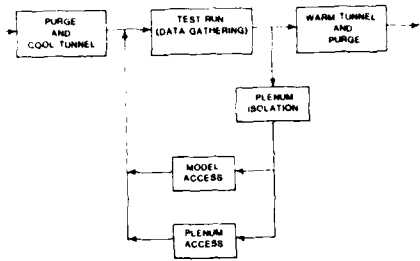 PURGE
AND
COOL TUNNEL
TEST RUN
(DATA GATHERING)
WARM TUNNEL
AND
PURGE
PLENUM
ISOLATION
MODEL
ACCESS
PLENUM
ACCESS